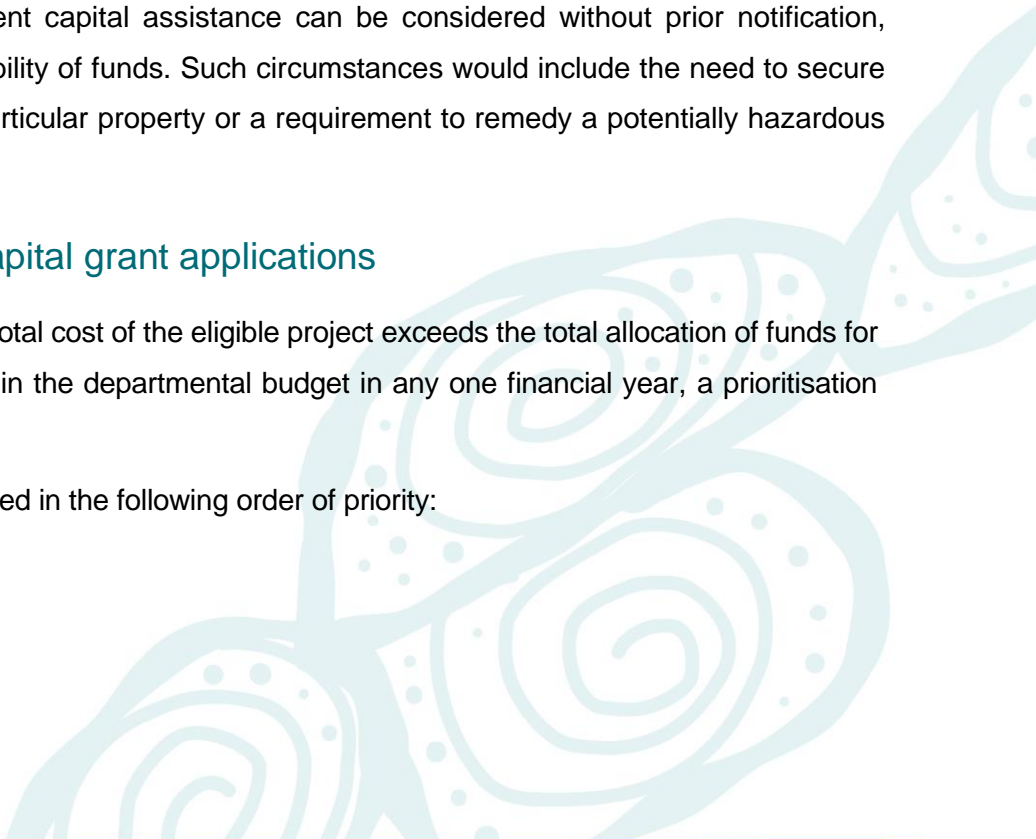 ent capital assistance can be considered without prior notification,
bility of funds. Such circumstances would include the need to secure
rticular property or a requirement to remedy a potentially hazardous
apital grant applications
otal cost of the eligible project exceeds the total allocation of funds for
in the departmental budget in any one financial year, a prioritisation
ed in the following order of priority: